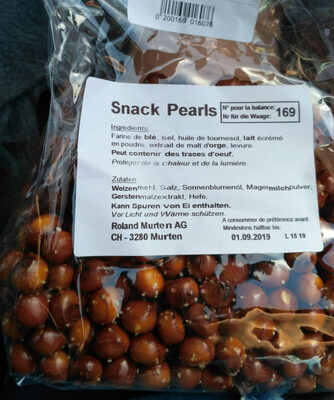 0 200169 016076
Snack Pearls
N° pour la balance:
Nr für die Waage:
169
Ingrédients:
Farine de blé, sel, huile de tournesol, lait écrémé
en poudre, extrait de malt d'orge, levure.
Peut contenir des traces d'oeuf.
Protéger de la chaleur et de la lumière.
Zutaten
Weizenmehl, Salz, Sonnenblumenöl, Magermilchpulver,
Gerstenmalzextrakt, Hefe.
Kann Spuren von Ei enthalten.
Vor Licht und Wärme schützen.
Roland Murten AG
CH - 3280 Murten
A consommer de préférence avant:
Mindestens haltbar bis:
01.09.2019
L 15 19